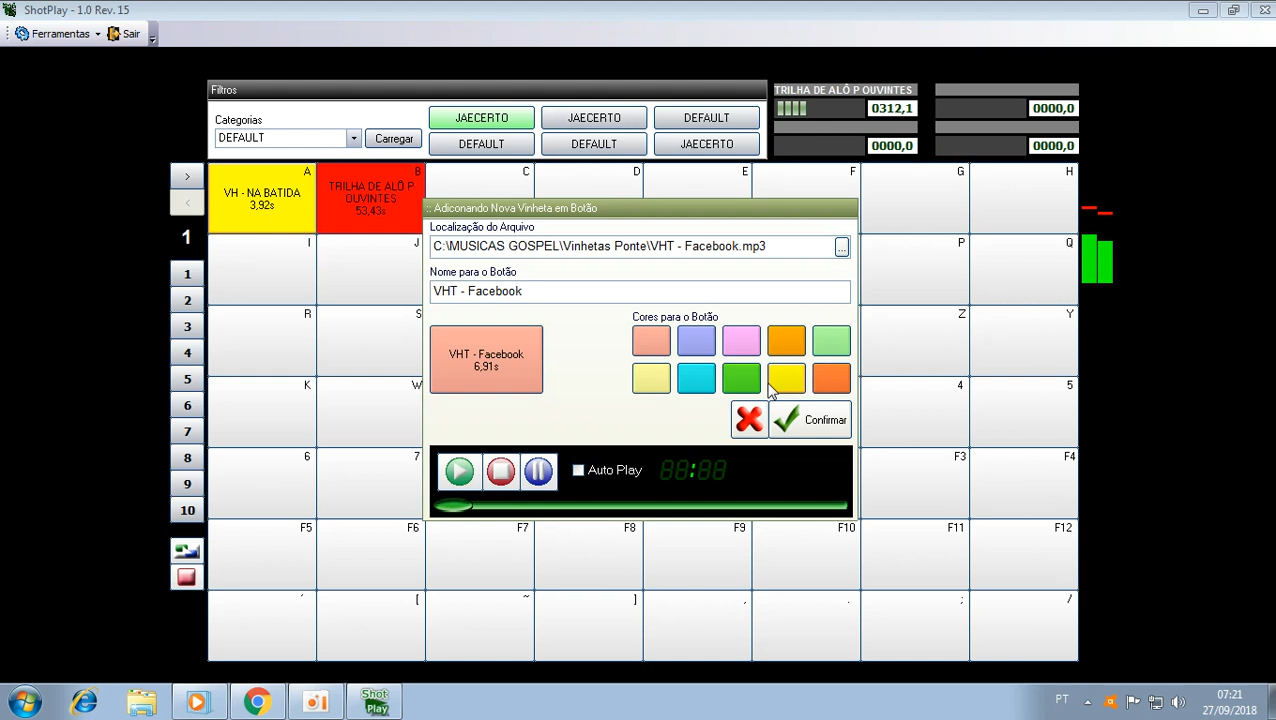 ShotPlay - 1.0 Rev. 15
Ferramentas
Sair
Filtros
Categorias
DEFAULT
Carregar
JAECERTO
JAECERTO
DEFAULT
DEFAULT
DEFAULT
JAECERTO
TRILHA DE ALÔ P OUVINTES
0312,1
0000,0
0000,0
0000,0
>
<
1
1
2
3
4
5
6
7
8
9
10
A
VH - NA BATIDA
3,92s
B
TRILHA DE ALÔ P
OUVINTES
53,43s
C
D
E
F
G
H
I
J
P
Q
R
S
Z
Y
K
W
4
5
6
7
F3
F4
F5
F6
F7
F8
F9
F10
F11
F12
´
[
~
]
,
.
;
/
:: Adiconando Nova Vinheta em Botão
Localização do Arquivo
C:\MUSICAS GOSPEL\Vinhetas Ponte\VHT - Facebook.mp3
...
Nome para o Botão
VHT - Facebook
Cores para o Botão
VHT - Facebook
6,91s
Confirmar
Auto Play
88:88
Shot
Play
PT
07:21
27/09/2018